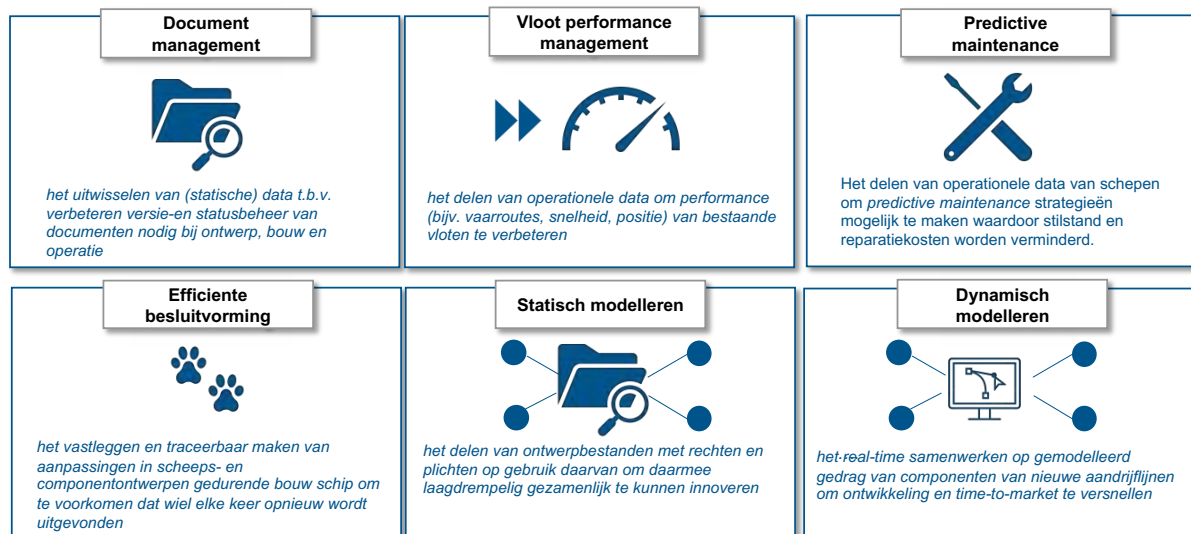 Document
management
het uitwisselen van (statische) data t.b.v.
verbeteren versie-en statusbeheer van
documenten nodig bij ontwerp, bouw en
operatie
Vloot performance
management
het delen van operationele data om performance
(bijv. vaarroutes, snelheid, positie) van bestaande
vloten te verbeteren
Predictive
maintenance
Het delen van operationele data van schepen
om predictive maintenance strategieën
mogelijk te maken waardoor stilstand en
reparatiekosten worden verminderd.
Efficiente
besluitvorming
het vastleggen en traceerbaar maken van
aanpassingen in scheeps- en
componentontwerpen gedurende bouw schip om
te voorkomen dat wiel elke keer opnieuw wordt
uitgevonden
Statisch modelleren
het delen van ontwerpbestanden met rechten en
plichten op gebruik daarvan om daarmee
laagdrempelig gezamenlijk te kunnen innoveren
Dynamisch
modelleren
het real-time samenwerken op gemodelleerd
gedrag van componenten van nieuwe aandrijflijnen
om ontwikkeling en time-to-market te versnellen